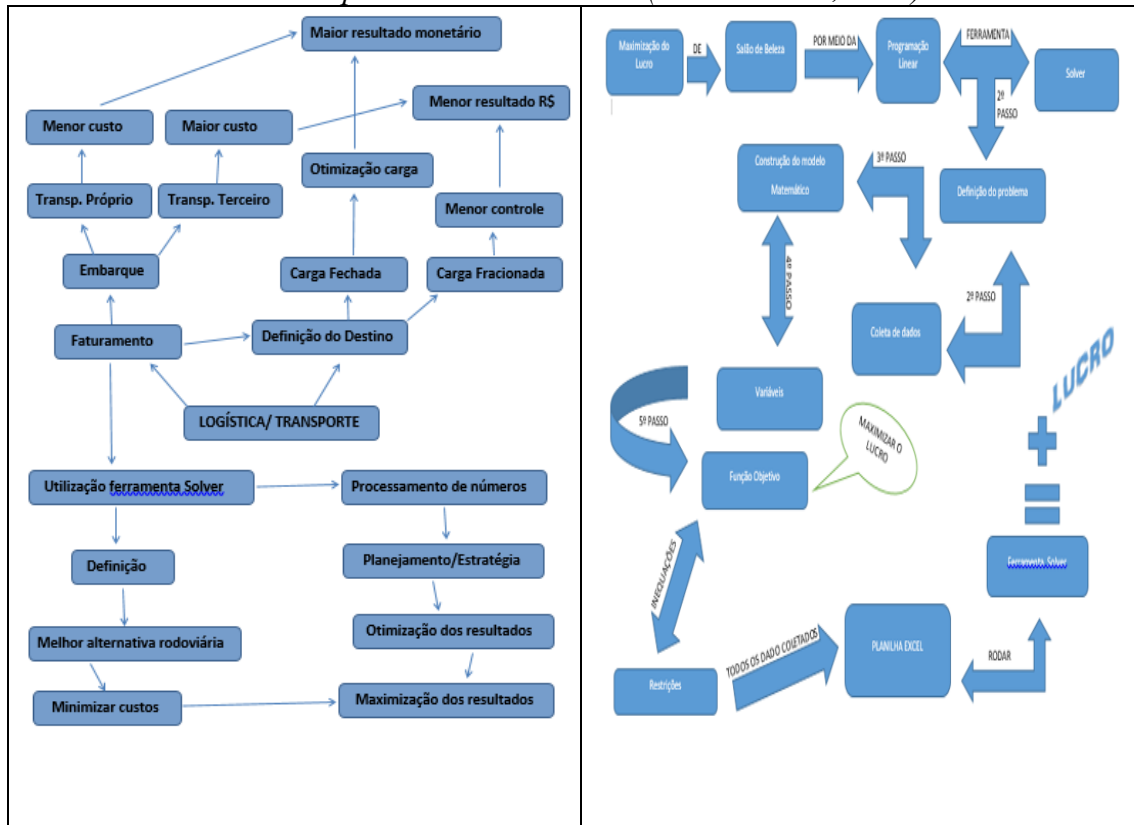 Maior resultado monetário
Menor resultado R$
Menor custo
Maior custo
Otimização carga
Transp. Próprio
Transp. Terceiro
Menor controle
Embarque
Carga Fechada
Carga Fracionada
Faturamento
Definição do Destino
LOGÍSTICA/ TRANSPORTE
Utilização ferramenta Solver
Processamento de números
Definição
Planejamento/Estratégia
Melhor alternativa rodoviária
Otimização dos resultados
Minimizar custos
Maximização dos resultados
Maximização do
Lucro
DE
Salão de Beleza
POR MEIO DA
Programação
Linear
FERRAMENTA
Solver
2º
PASSO
Definição do problema
3º PASSO
Construção do modelo
Matemático
4º PASSO
2º PASSO
Coleta de dados
Variáveis
5º PASSO
Função Objetivo
MAXIMIZAR O
LUCRO
LUCRO
+
=
INEQUAÇÕES
Ferramenta Solver
Restrições
TODOS OS DADO COLETADOS
PLANILHA EXCEL
RODAR